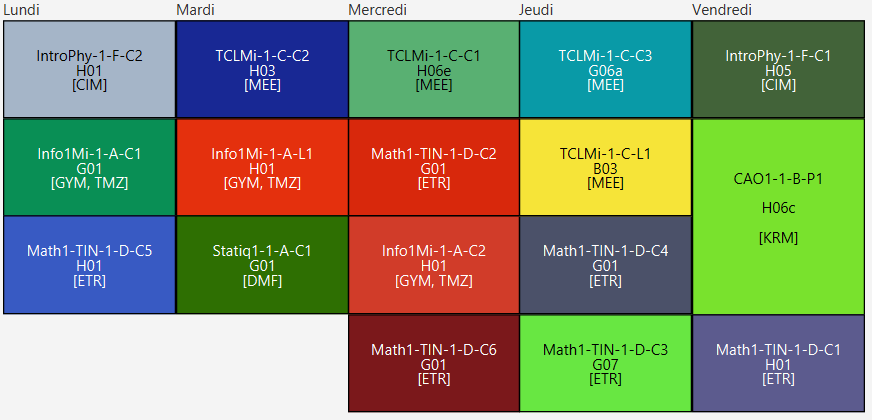 Lundi
Mardi
Mercredi
Jeudi
Vendredi
IntroPhy-1-F-C2
H01
[CIM]
TCLMi-1-C-C2
H03
[MEE]
TCLMi-1-C-C1
H06e
[MEE]
TCLMi-1-C-C3
G06a
[MEE]
IntroPhy-1-F-C1
H05
[CIM]
Info1Mi-1-A-C1
G01
[GYM, TMZ]
Info1Mi-1-A-L1
H01
[GYM, TMZ]
Math1-TIN-1-D-C2
G01
[ETR]
TCLMi-1-C-L1
B03
[MEE]
CAO1-1-B-P1
H06c
[KRM]
Math1-TIN-1-D-C5
H01
[ETR]
Statiq1-1-A-C1
G01
[DMF]
Info1Mi-1-A-C2
H01
[GYM, TMZ]
Math1-TIN-1-D-C4
G01
[ETR]
Math1-TIN-1-D-C6
G01
[ETR]
Math1-TIN-1-D-C3
G07
[ETR]
Math1-TIN-1-D-C1
H01
[ETR]